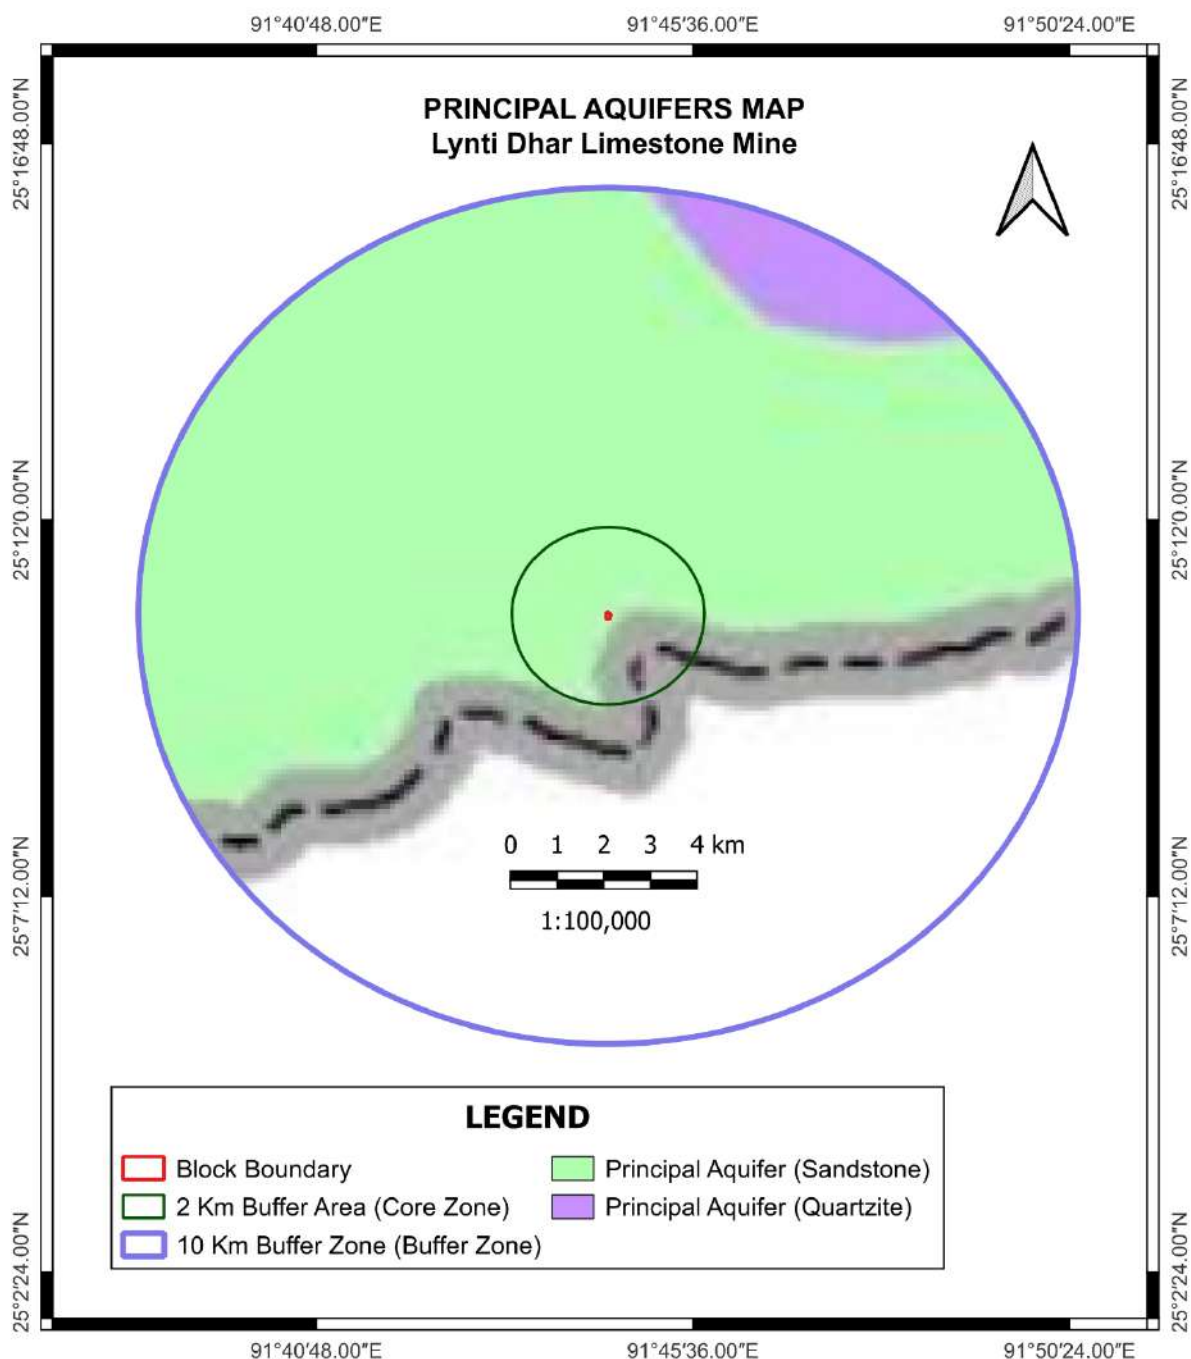 91°40'48.00"E 91°45'36.00"E 91°50'24.00"E
PRINCIPAL AQUIFERS MAP
Lynti Dhar Limestone Mine
25°16'48.00"N 25°16'48.00"N
25°12'0.00"N 25°12'0.00"N
25°7'12.00"N 25°7'12.00"N
25°2'24.00"N 25°2'24.00"N
0 1 2 3 4 km
1:100,000
LEGEND
Block Boundary
2 Km Buffer Area (Core Zone)
10 Km Buffer Zone (Buffer Zone)
Principal Aquifer (Sandstone)
Principal Aquifer (Quartzite)
91°40'48.00"E 91°45'36.00"E 91°50'24.00"E